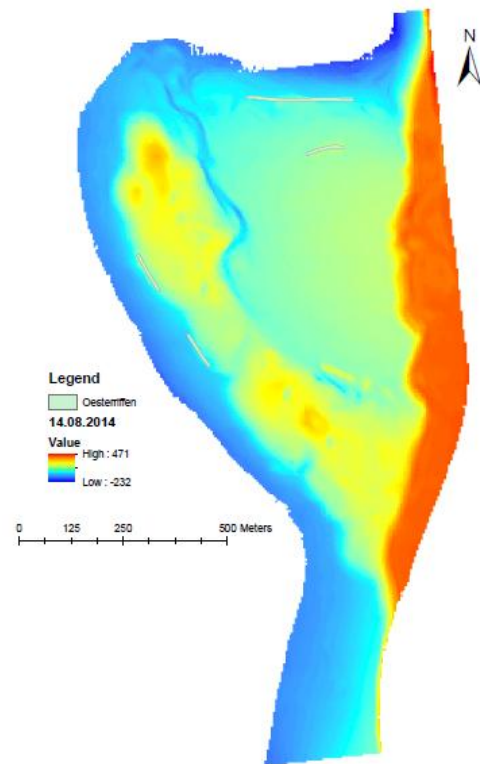 N
Legend
Oesterriffen
14.08.2014
Value
High : 471
Low : -232
0 125 250 500 Meters